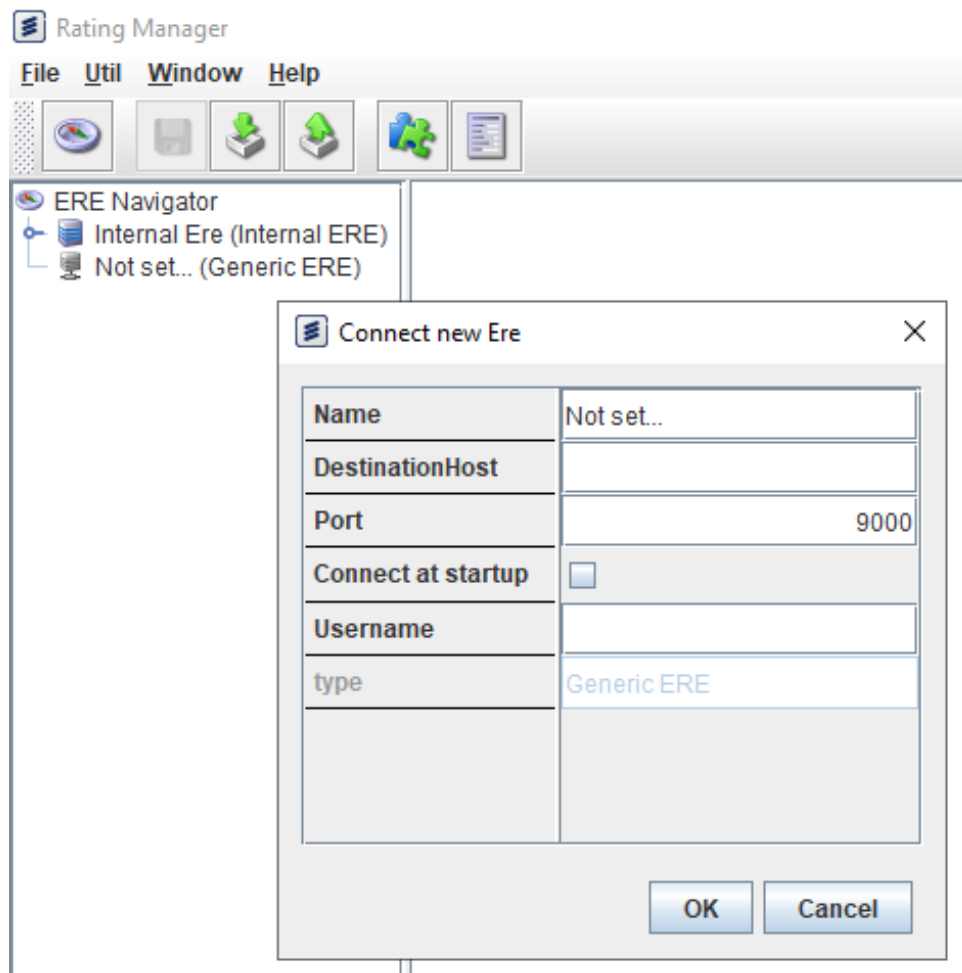 Rating Manager
File Util Window Help
ERE Navigator
Internal Ere (Internal ERE)
Not set... (Generic ERE)
Connect new Ere
Name Not set...
DestinationHost
Port 9000
Connect at startup
Username
type Generic ERE
OK Cancel